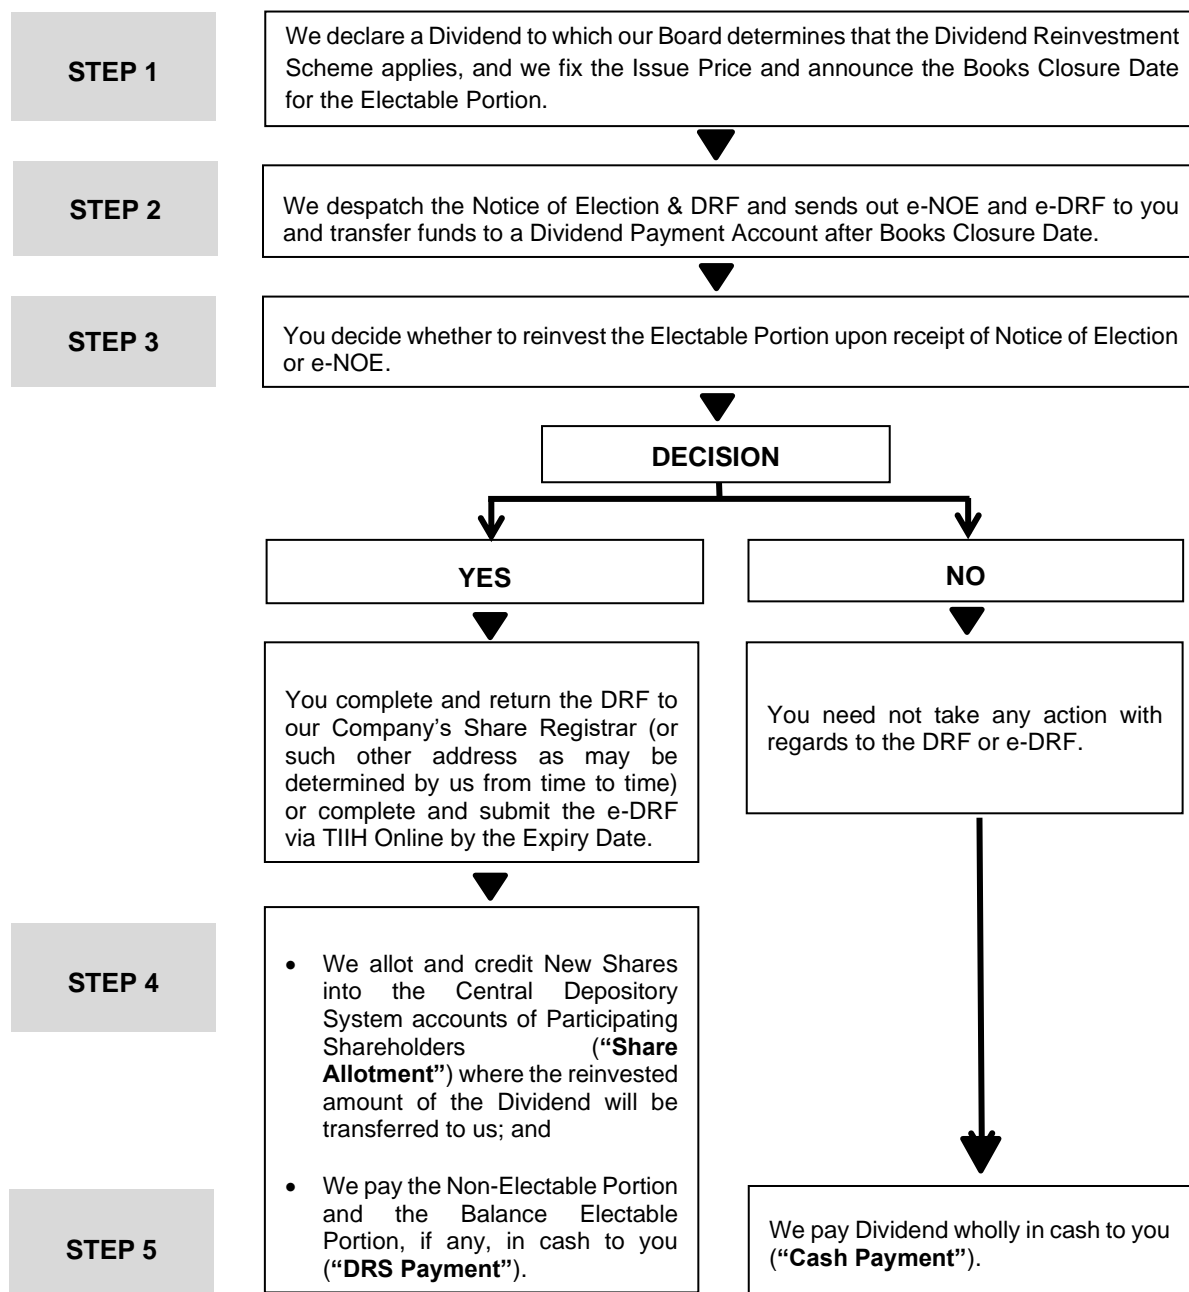 STEP 1
We declare a Dividend to which our Board determines that the Dividend Reinvestment
Scheme applies, and we fix the Issue Price and announce the Books Closure Date
for the Electable Portion.
STEP 2
We despatch the Notice of Election & DRF and sends out e-NOE and e-DRF to you
and transfer funds to a Dividend Payment Account after Books Closure Date.
STEP 3
You decide whether to reinvest the Electable Portion upon receipt of Notice of Election
or e-NOE.
DECISION
YES
NO
You complete and return the DRF to
our Company’s Share Registrar (or
such other address as may be
determined by us from time to time)
or complete and submit the e-DRF
via TIIH Online by the Expiry Date.
You need not take any action with
regards to the DRF or e-DRF.
STEP 4
• We allot and credit New Shares
into the Central Depository
System accounts of Participating
Shareholders (“Share
Allotment”) where the reinvested
amount of the Dividend will be
transferred to us; and
• We pay the Non-Electable Portion
and the Balance Electable
Portion, if any, in cash to you
(“DRS Payment”).
STEP 5
We pay Dividend wholly in cash to you
(“Cash Payment”).